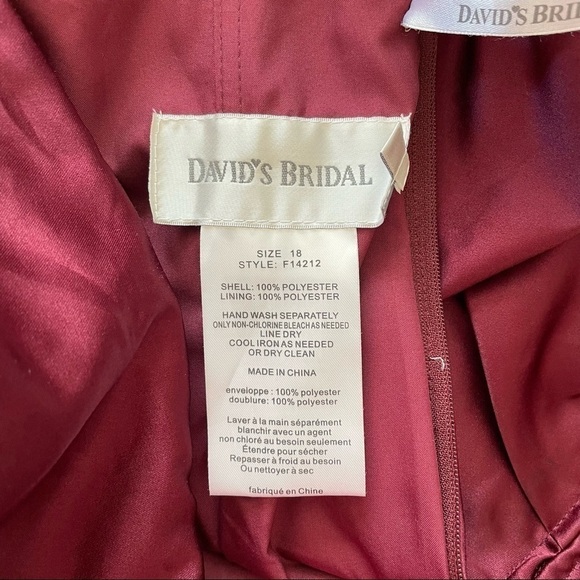 DAVID'S BRI
DAVID'S BRIDAL
SIZE 18
STYLE: F14212
SHELL: 100% POLYESTER
LINING: 100% POLYESTER
HAND WASH SEPARATELY
ONLY NON-CHLORINE BLEACH AS NEEDED
LINE DRY
COOL IRON AS NEEDED
OR DRY CLEAN
MADE IN CHINA
enveloppe : 100% polyester
doublure: 100% polyester
Laver à la main séparément
blanchir avec un agent
non chloré au besoin seulement
Étendre pour sécher
Repasser à froid au besoin
Ou nettoyer à sec
fabriqué en Chine